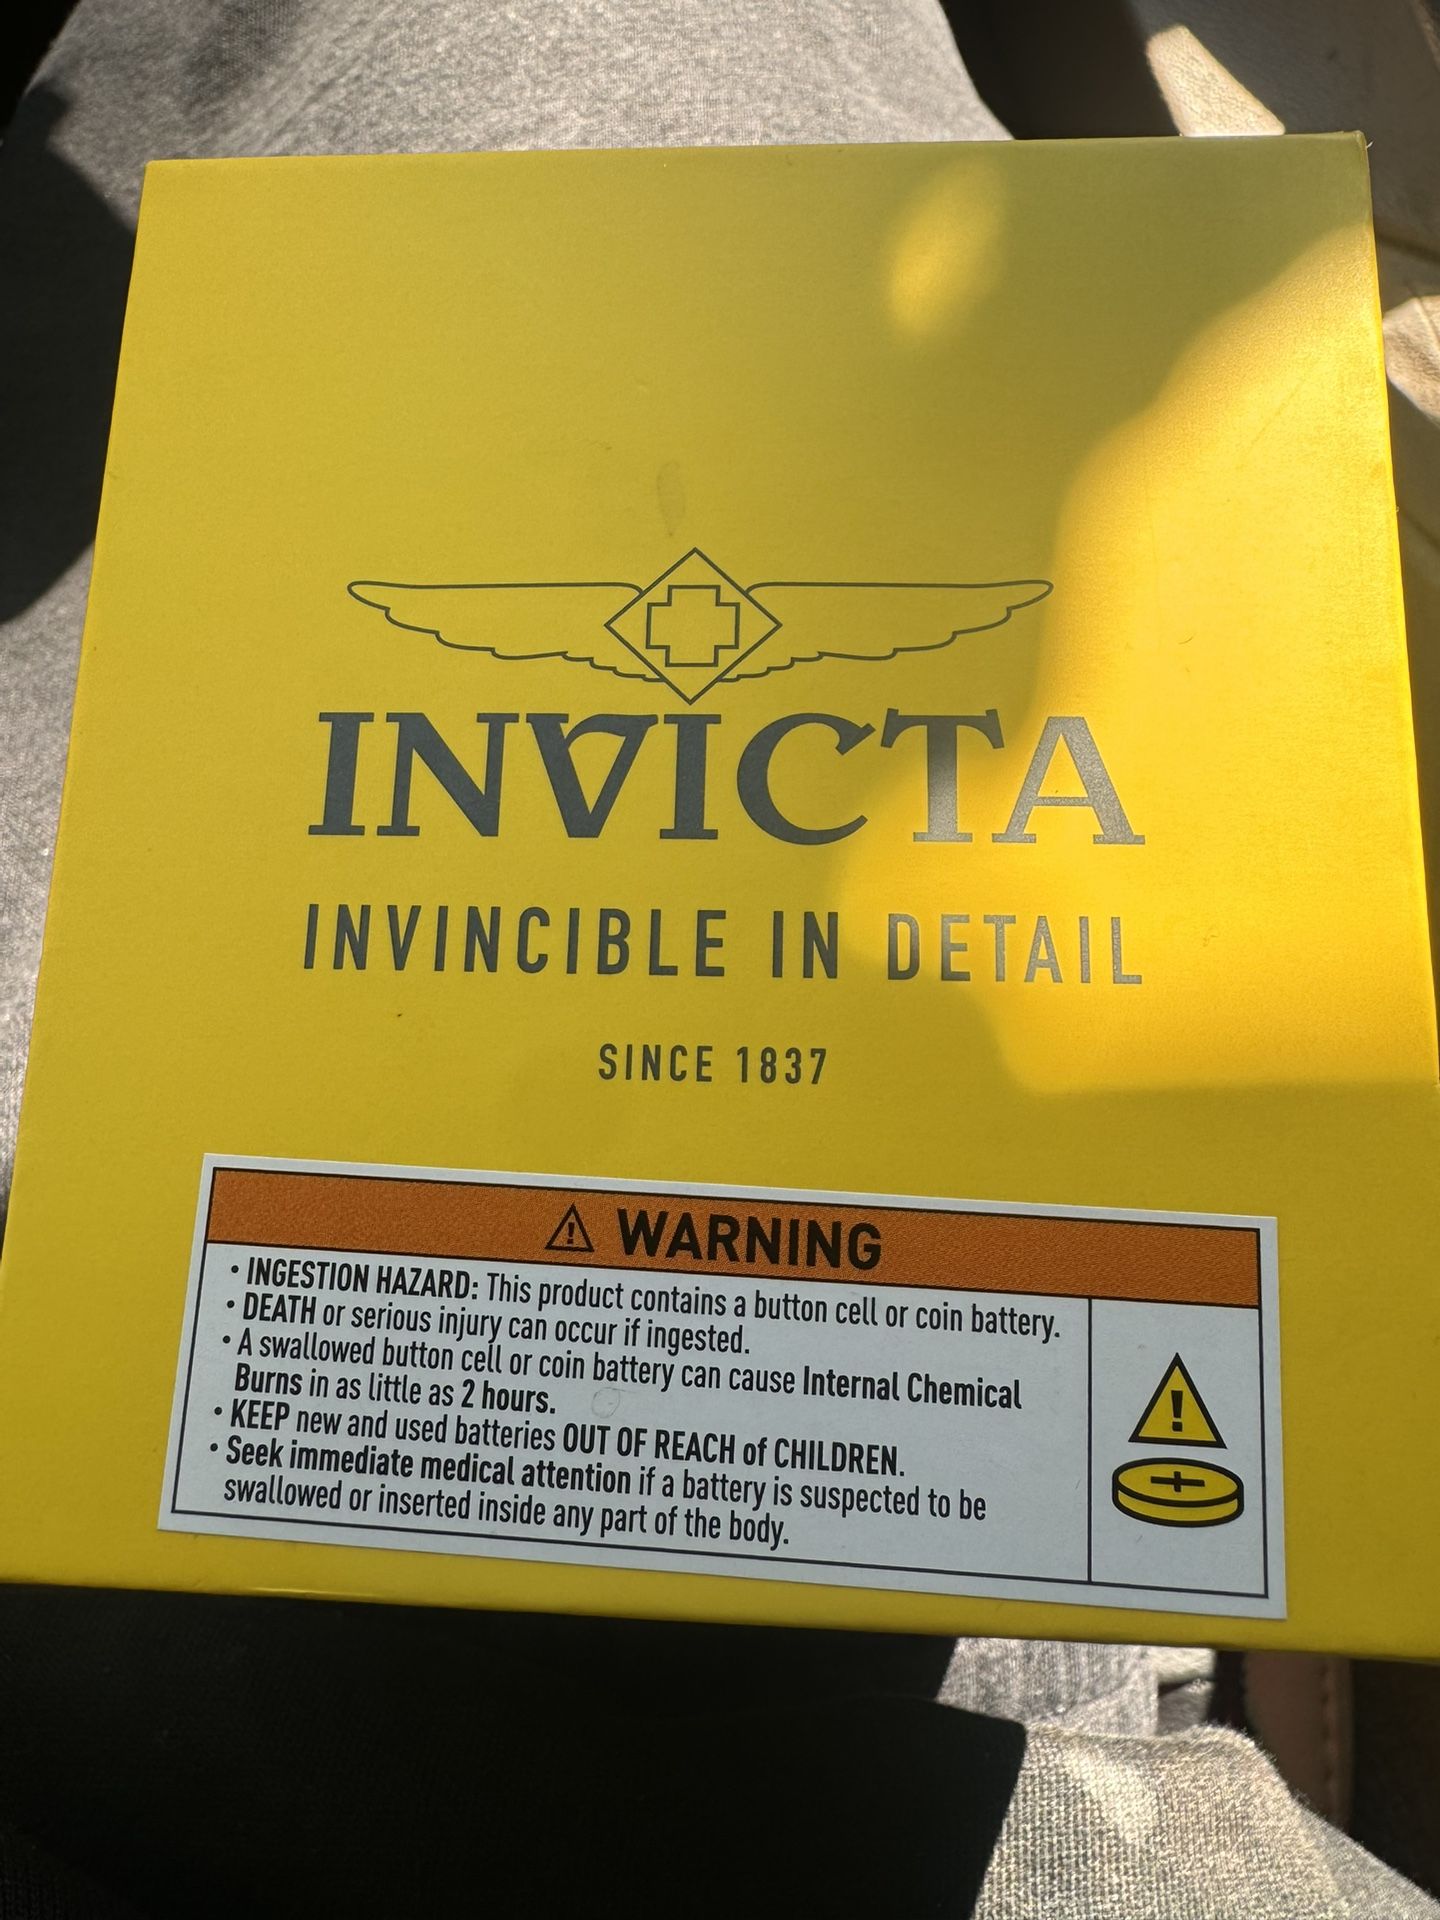 INVICTA
INVINCIBLE IN DETAIL
SINCE 1837
⚠ WARNING
• INGESTION HAZARD: This product contains a button cell or coin battery.
• DEATH or serious injury can occur if ingested.
• A swallowed button cell or coin battery can cause Internal Chemical
Burns in as little as 2 hours.
• KEEP new and used batteries OUT OF REACH of CHILDREN.
• Seek immediate medical attention if a battery is suspected to be
swallowed or inserted inside any part of the body.